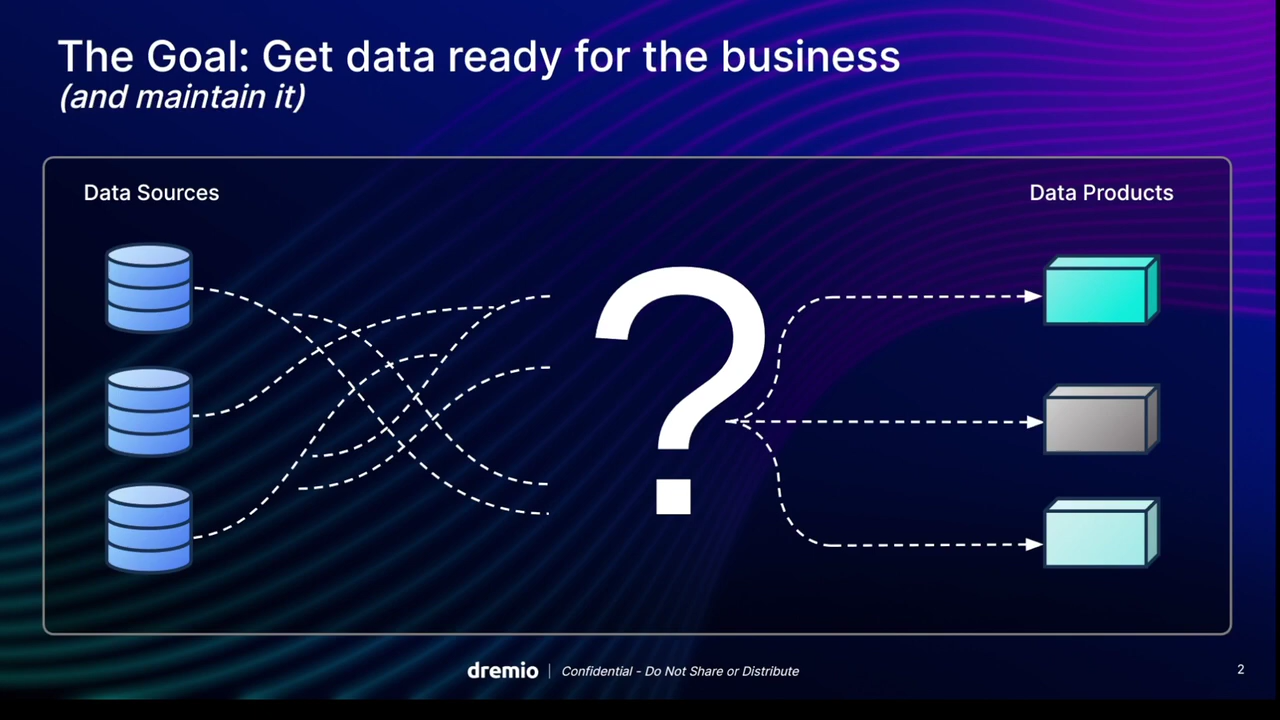 The Goal: Get data ready for the business
(and maintain it)
Data Sources
Data Products
?
dremio | Confidential - Do Not Share or Distribute
2